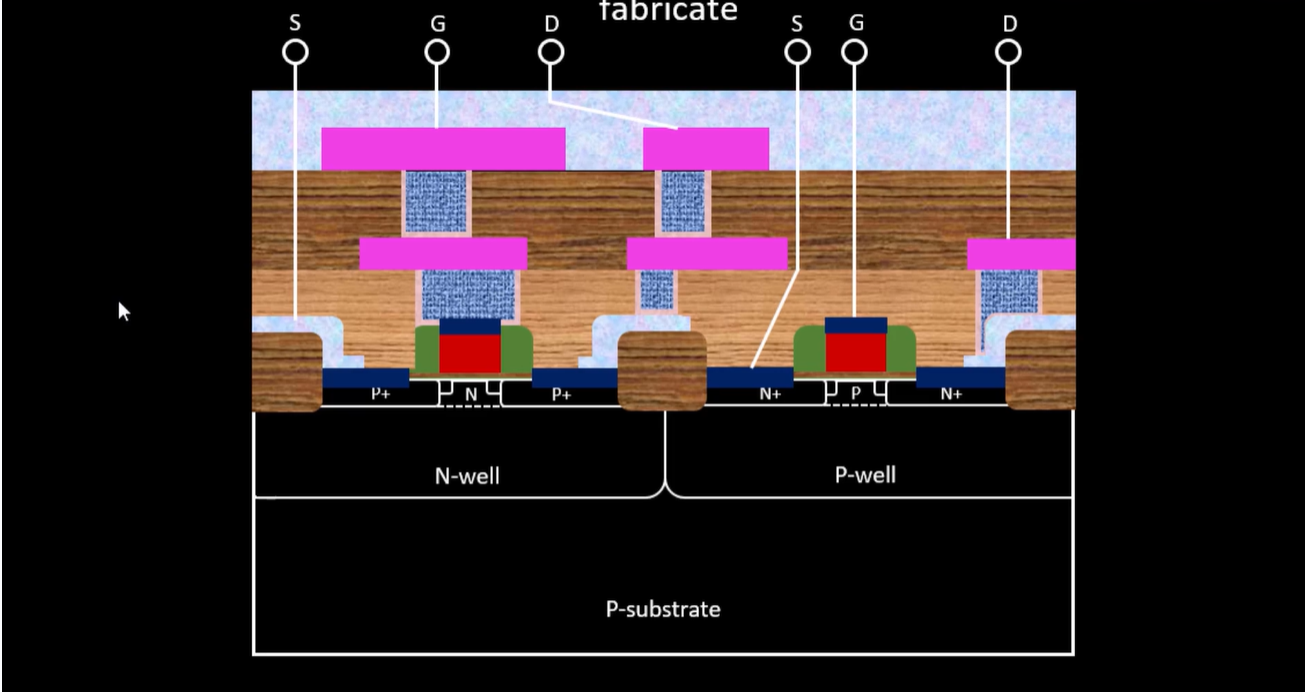 fabricate
S G D S G D
P+ N P+ N+ P N+
N-well P-well
P-substrate